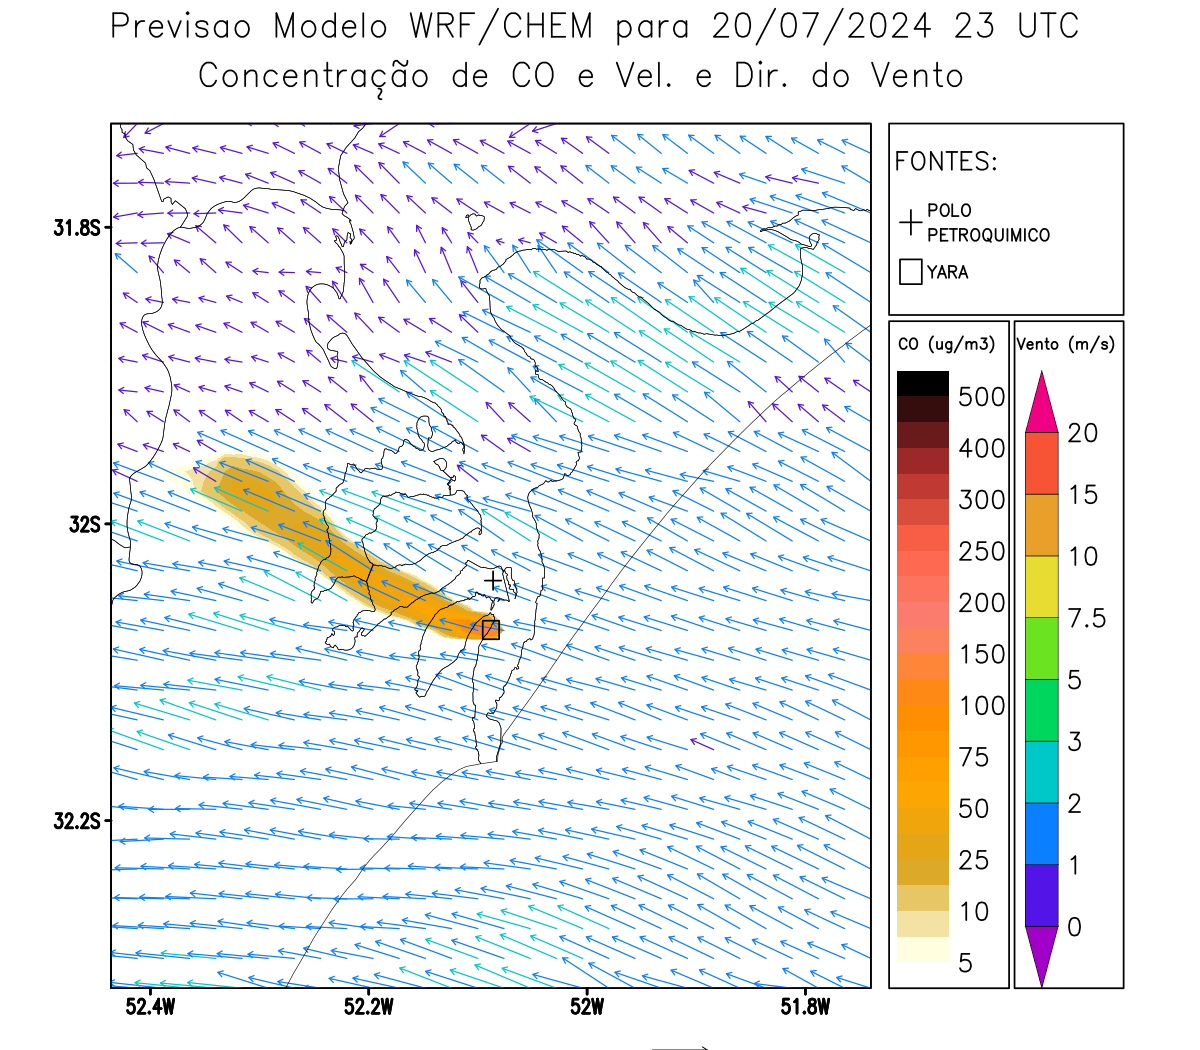 Previsao Modelo WRF/CHEM para 20/07/2024 23 UTC
Concentração de CO e Vel. e Dir. do Vento
FONTES:
POLO
PETROQUIMICO
YARA
31.8S
32S
32.2S
52.4W
52.2W
52W
51.8W
CO (ug/m3)
500
400
300
250
200
150
100
75
50
25
10
5
Vento (m/s)
20
15
10
7.5
5
3
2
1
0